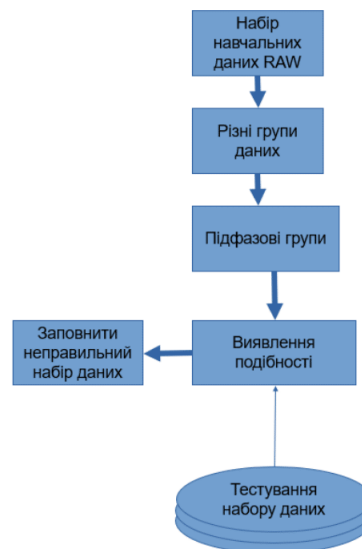 Набір
навчальних
даних RAW
Різні групи
даних
Підфазові групи
Заповнити
неправильний
набір даних
Виявлення
подібності
Тестування
набору даних